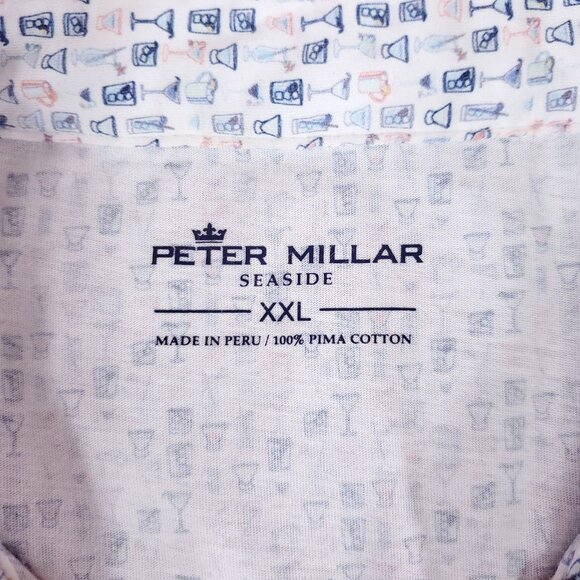 PETER MILLAR
SEASIDE
XXL
MADE IN PERU / 100% PIMA COTTON